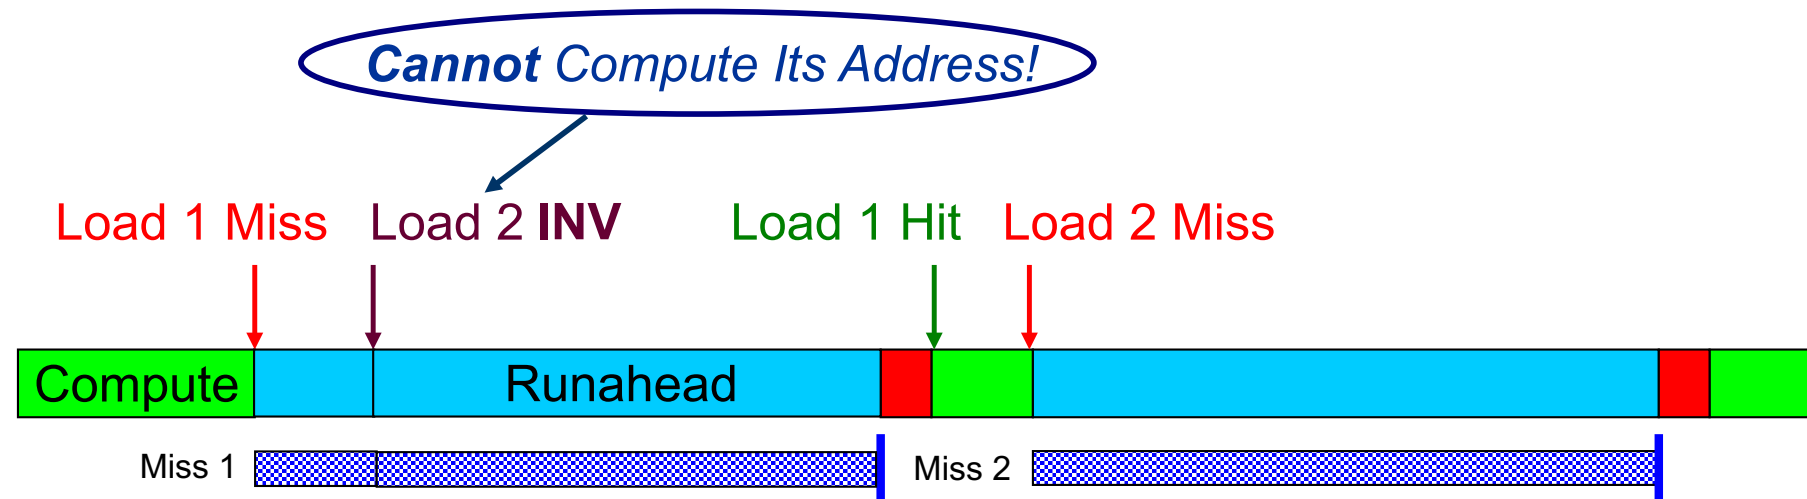 Cannot Compute Its Address!
Load 1 Miss Load 2 INV Load 1 Hit Load 2 Miss
Compute Runahead
Miss 1 Miss 2